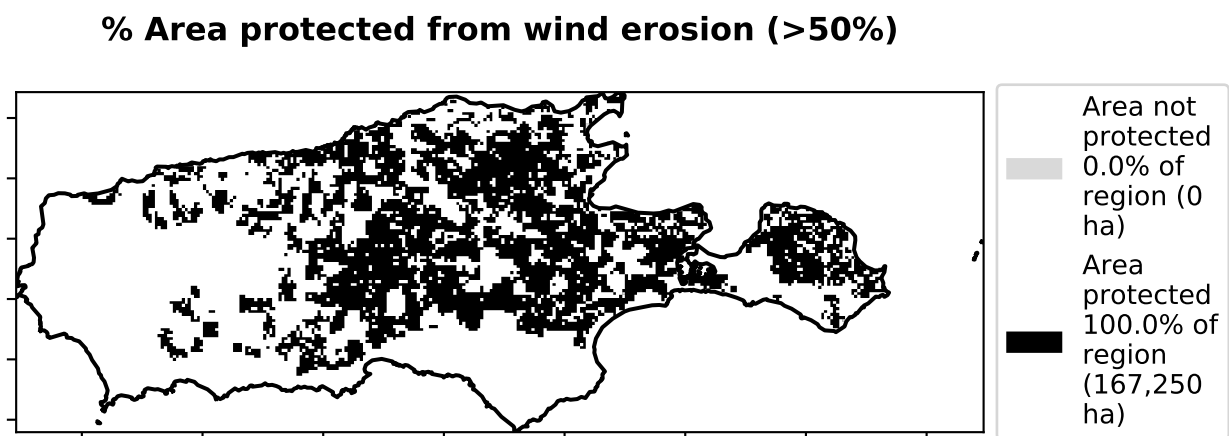 % Area protected from wind erosion (>50%)
Area not
protected
0.0% of
region (0
ha)
Area
protected
100.0% of
region
(167,250
ha)